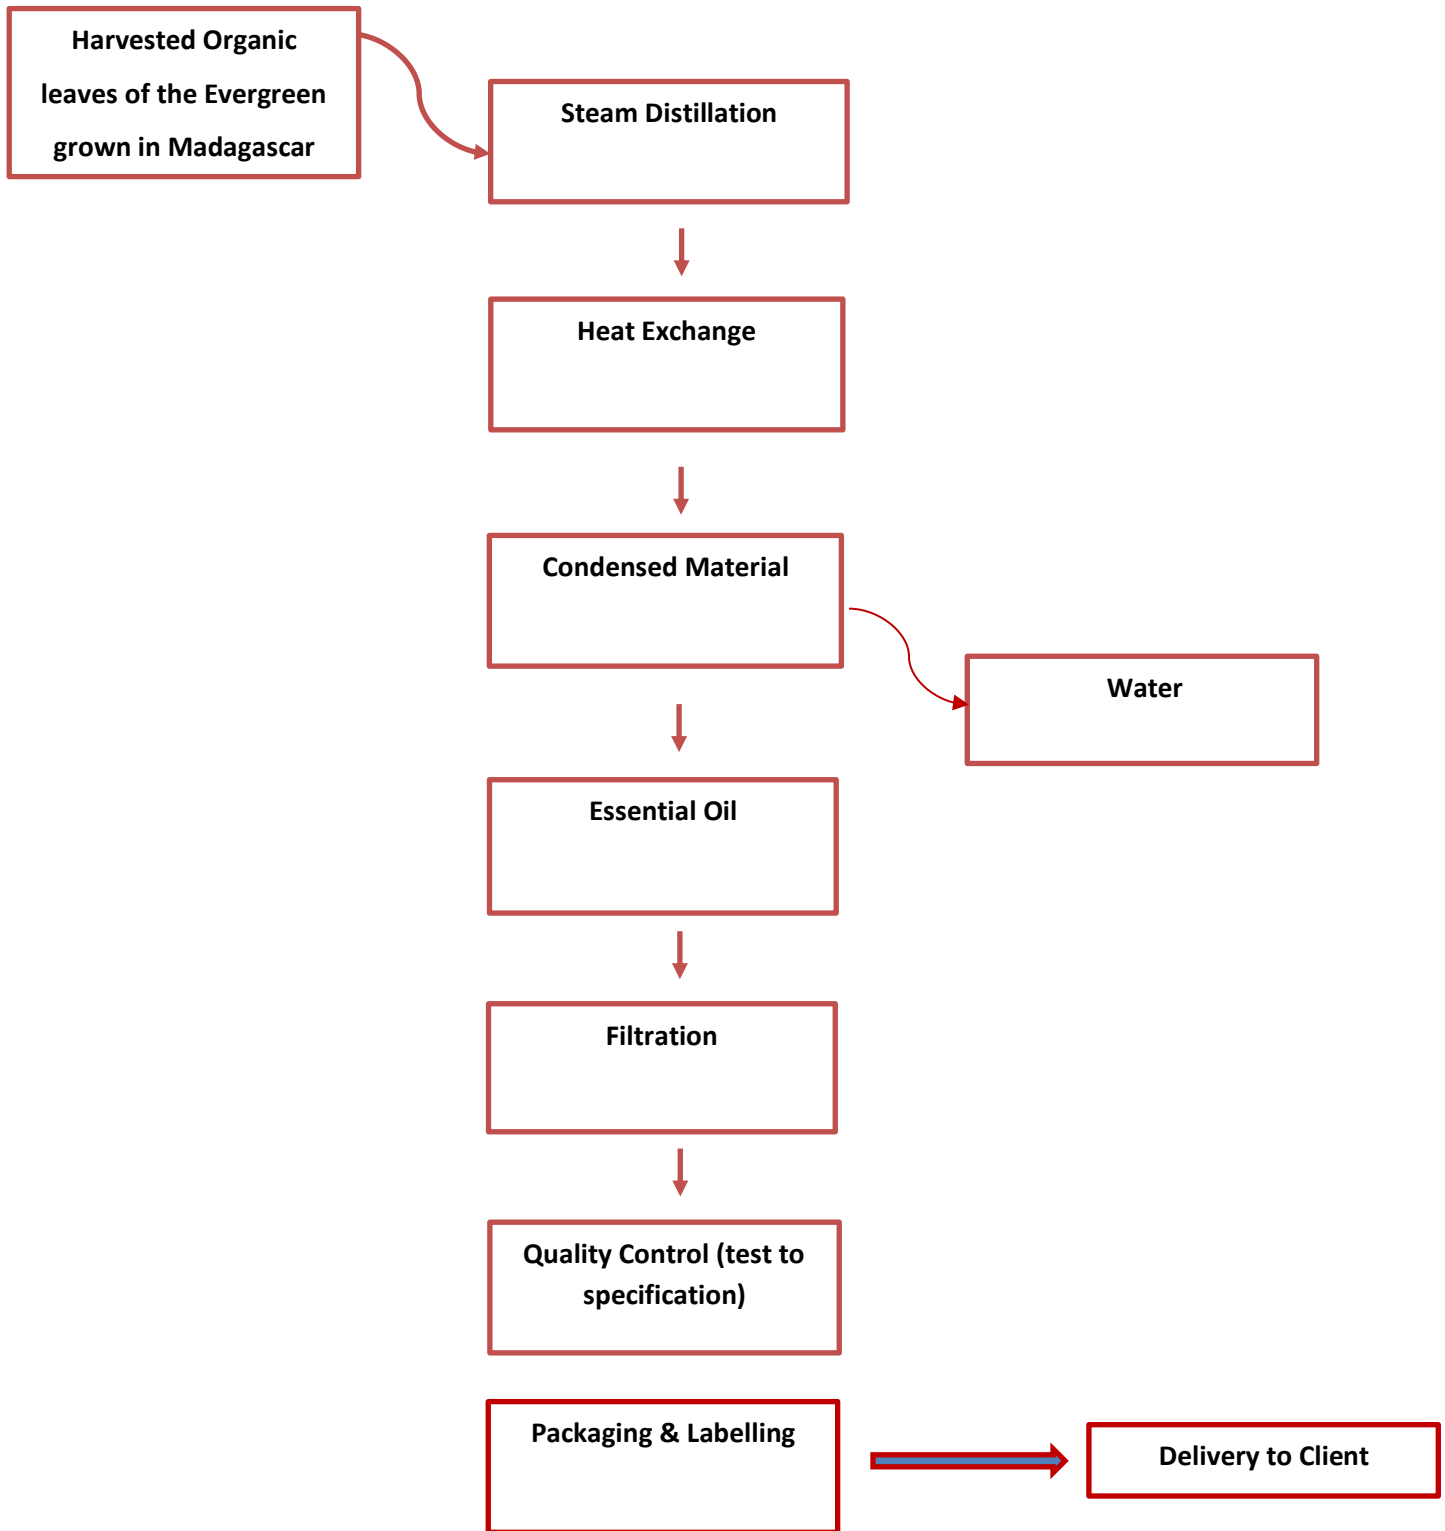 Harvested Organic
leaves of the Evergreen
grown in Madagascar
Steam Distillation
Heat Exchange
Condensed Material
Water
Essential Oil
Filtration
Quality Control (test to
specification)
Packaging & Labelling
Delivery to Client